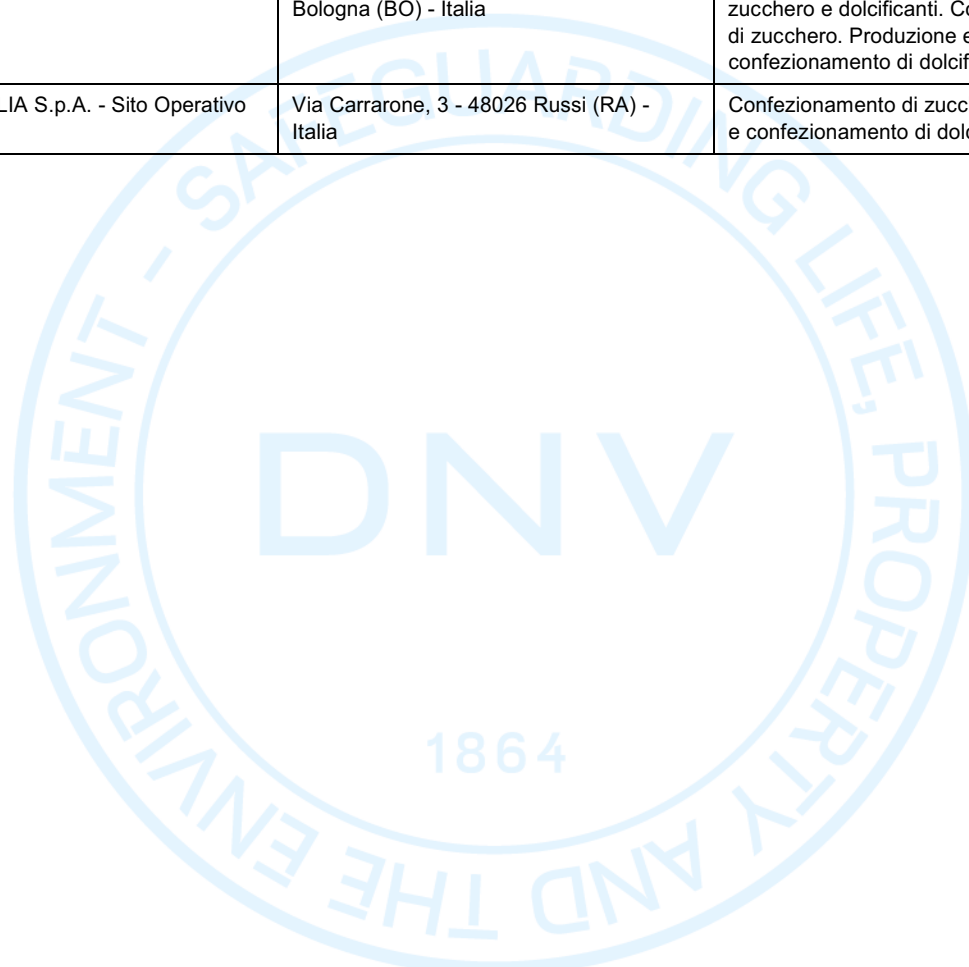 Bologna (BO) - Italia
zucchero e dolcificanti.
di zucchero. Produzione
confezionamento di
LIA S.p.A. - Sito Operativo
Via Carrarone, 3 - 48026 Russi (RA) -
Italia
Confezionamento di
e confezionamento di
SAFEGUARDING LIFE, PROPERTY AND THE ENVIRONMENT -
DNV
1864